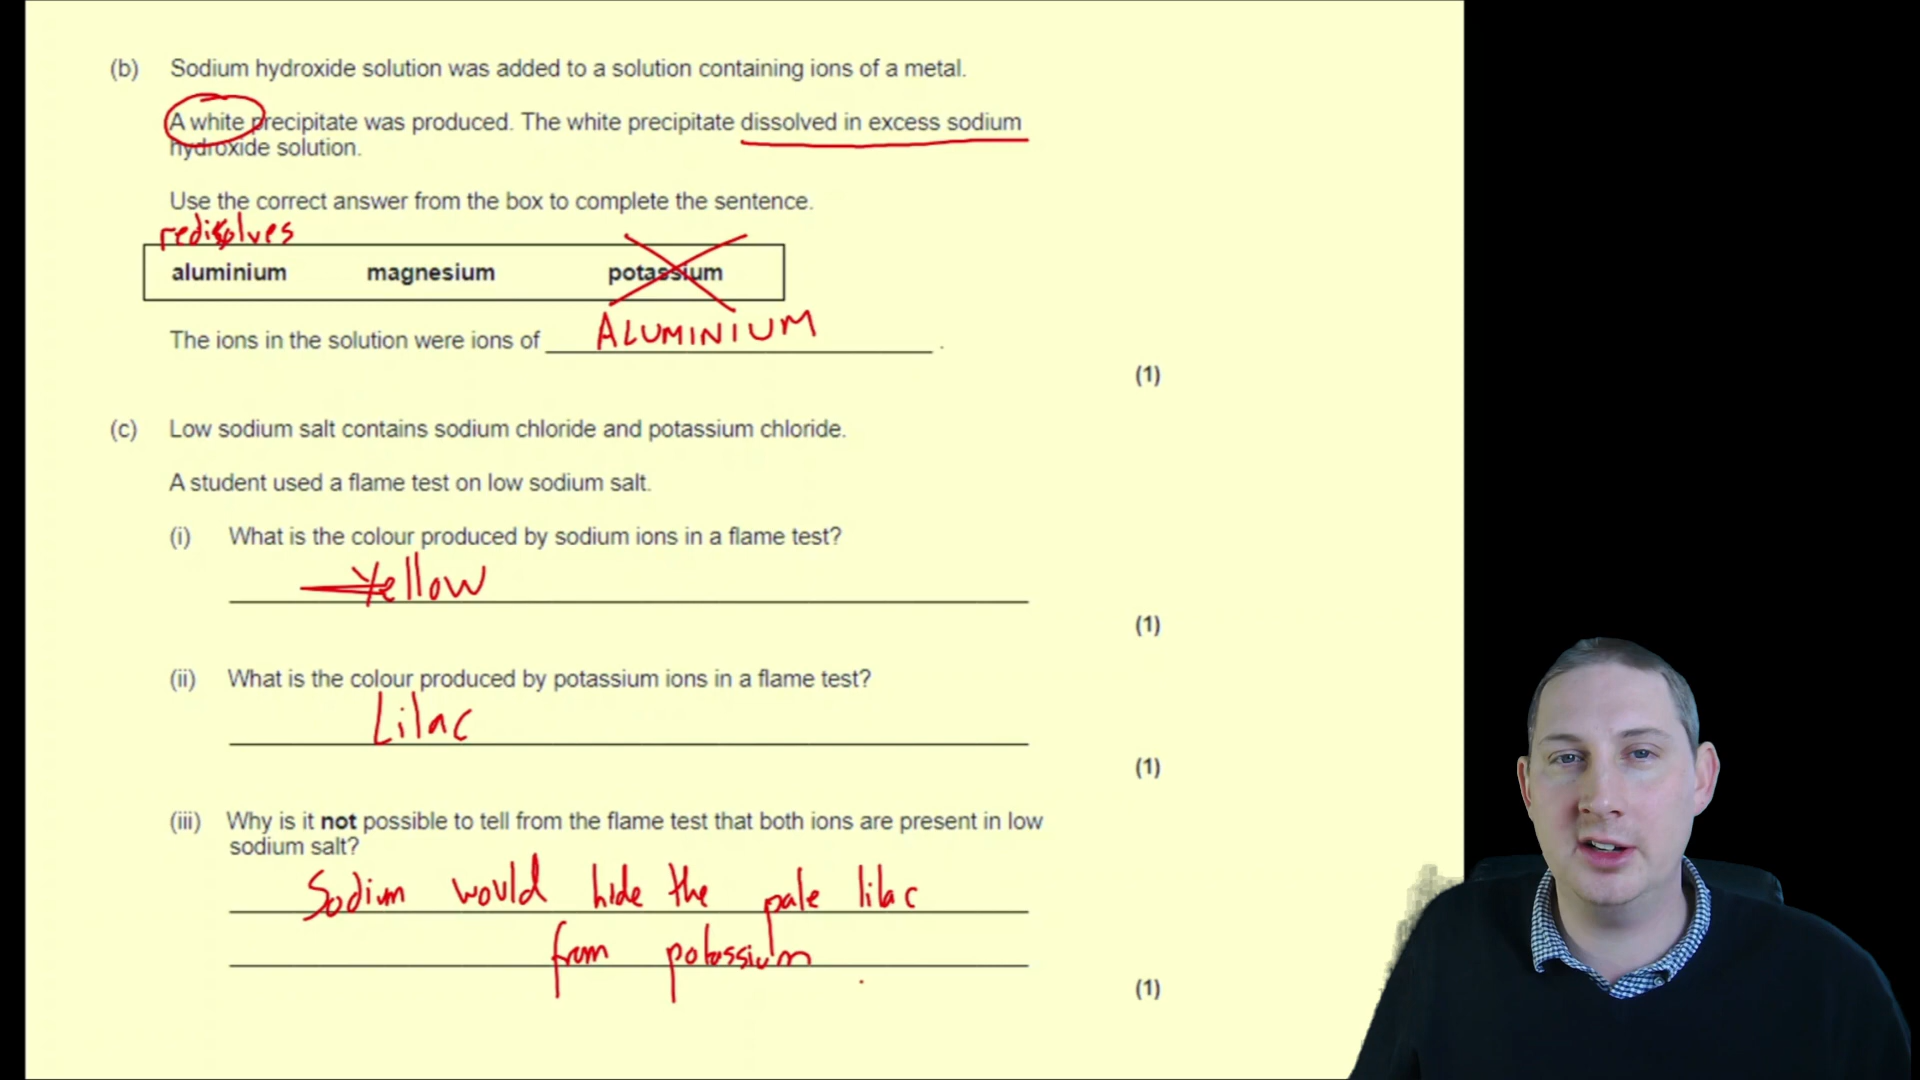 (b) Sodium hydroxide solution was added to a solution containing ions of a metal.
A white precipitate was produced. The white precipitate dissolved in excess sodium
hydroxide solution.
Use the correct answer from the box to complete the sentence.
redissolves
aluminium magnesium potassium
The ions in the solution were ions of ALUMINIUM .
(1)
(c) Low sodium salt contains sodium chloride and potassium chloride.
A student used a flame test on low sodium salt.
(i) What is the colour produced by sodium ions in a flame test?
Yellow
(1)
(ii) What is the colour produced by potassium ions in a flame test?
Lilac
(1)
(iii) Why is it not possible to tell from the flame test that both ions are present in low
sodium salt?
Sodium would hide the pale lilac
from potassium .
(1)